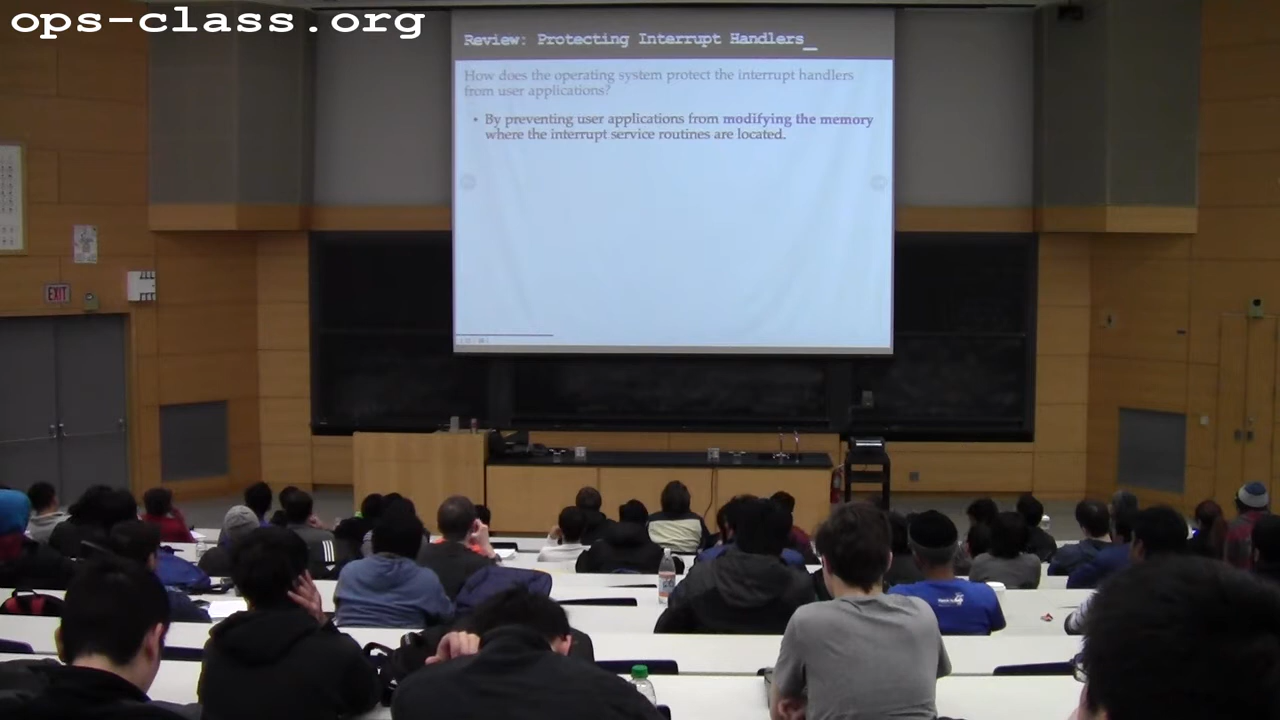 ops-class.org
Review: Protecting Interrupt Handlers_
How does the operating system protect the interrupt handlers
from user applications?
• By preventing user applications from modifying the memory
where the interrupt service routines are located.
EXIT